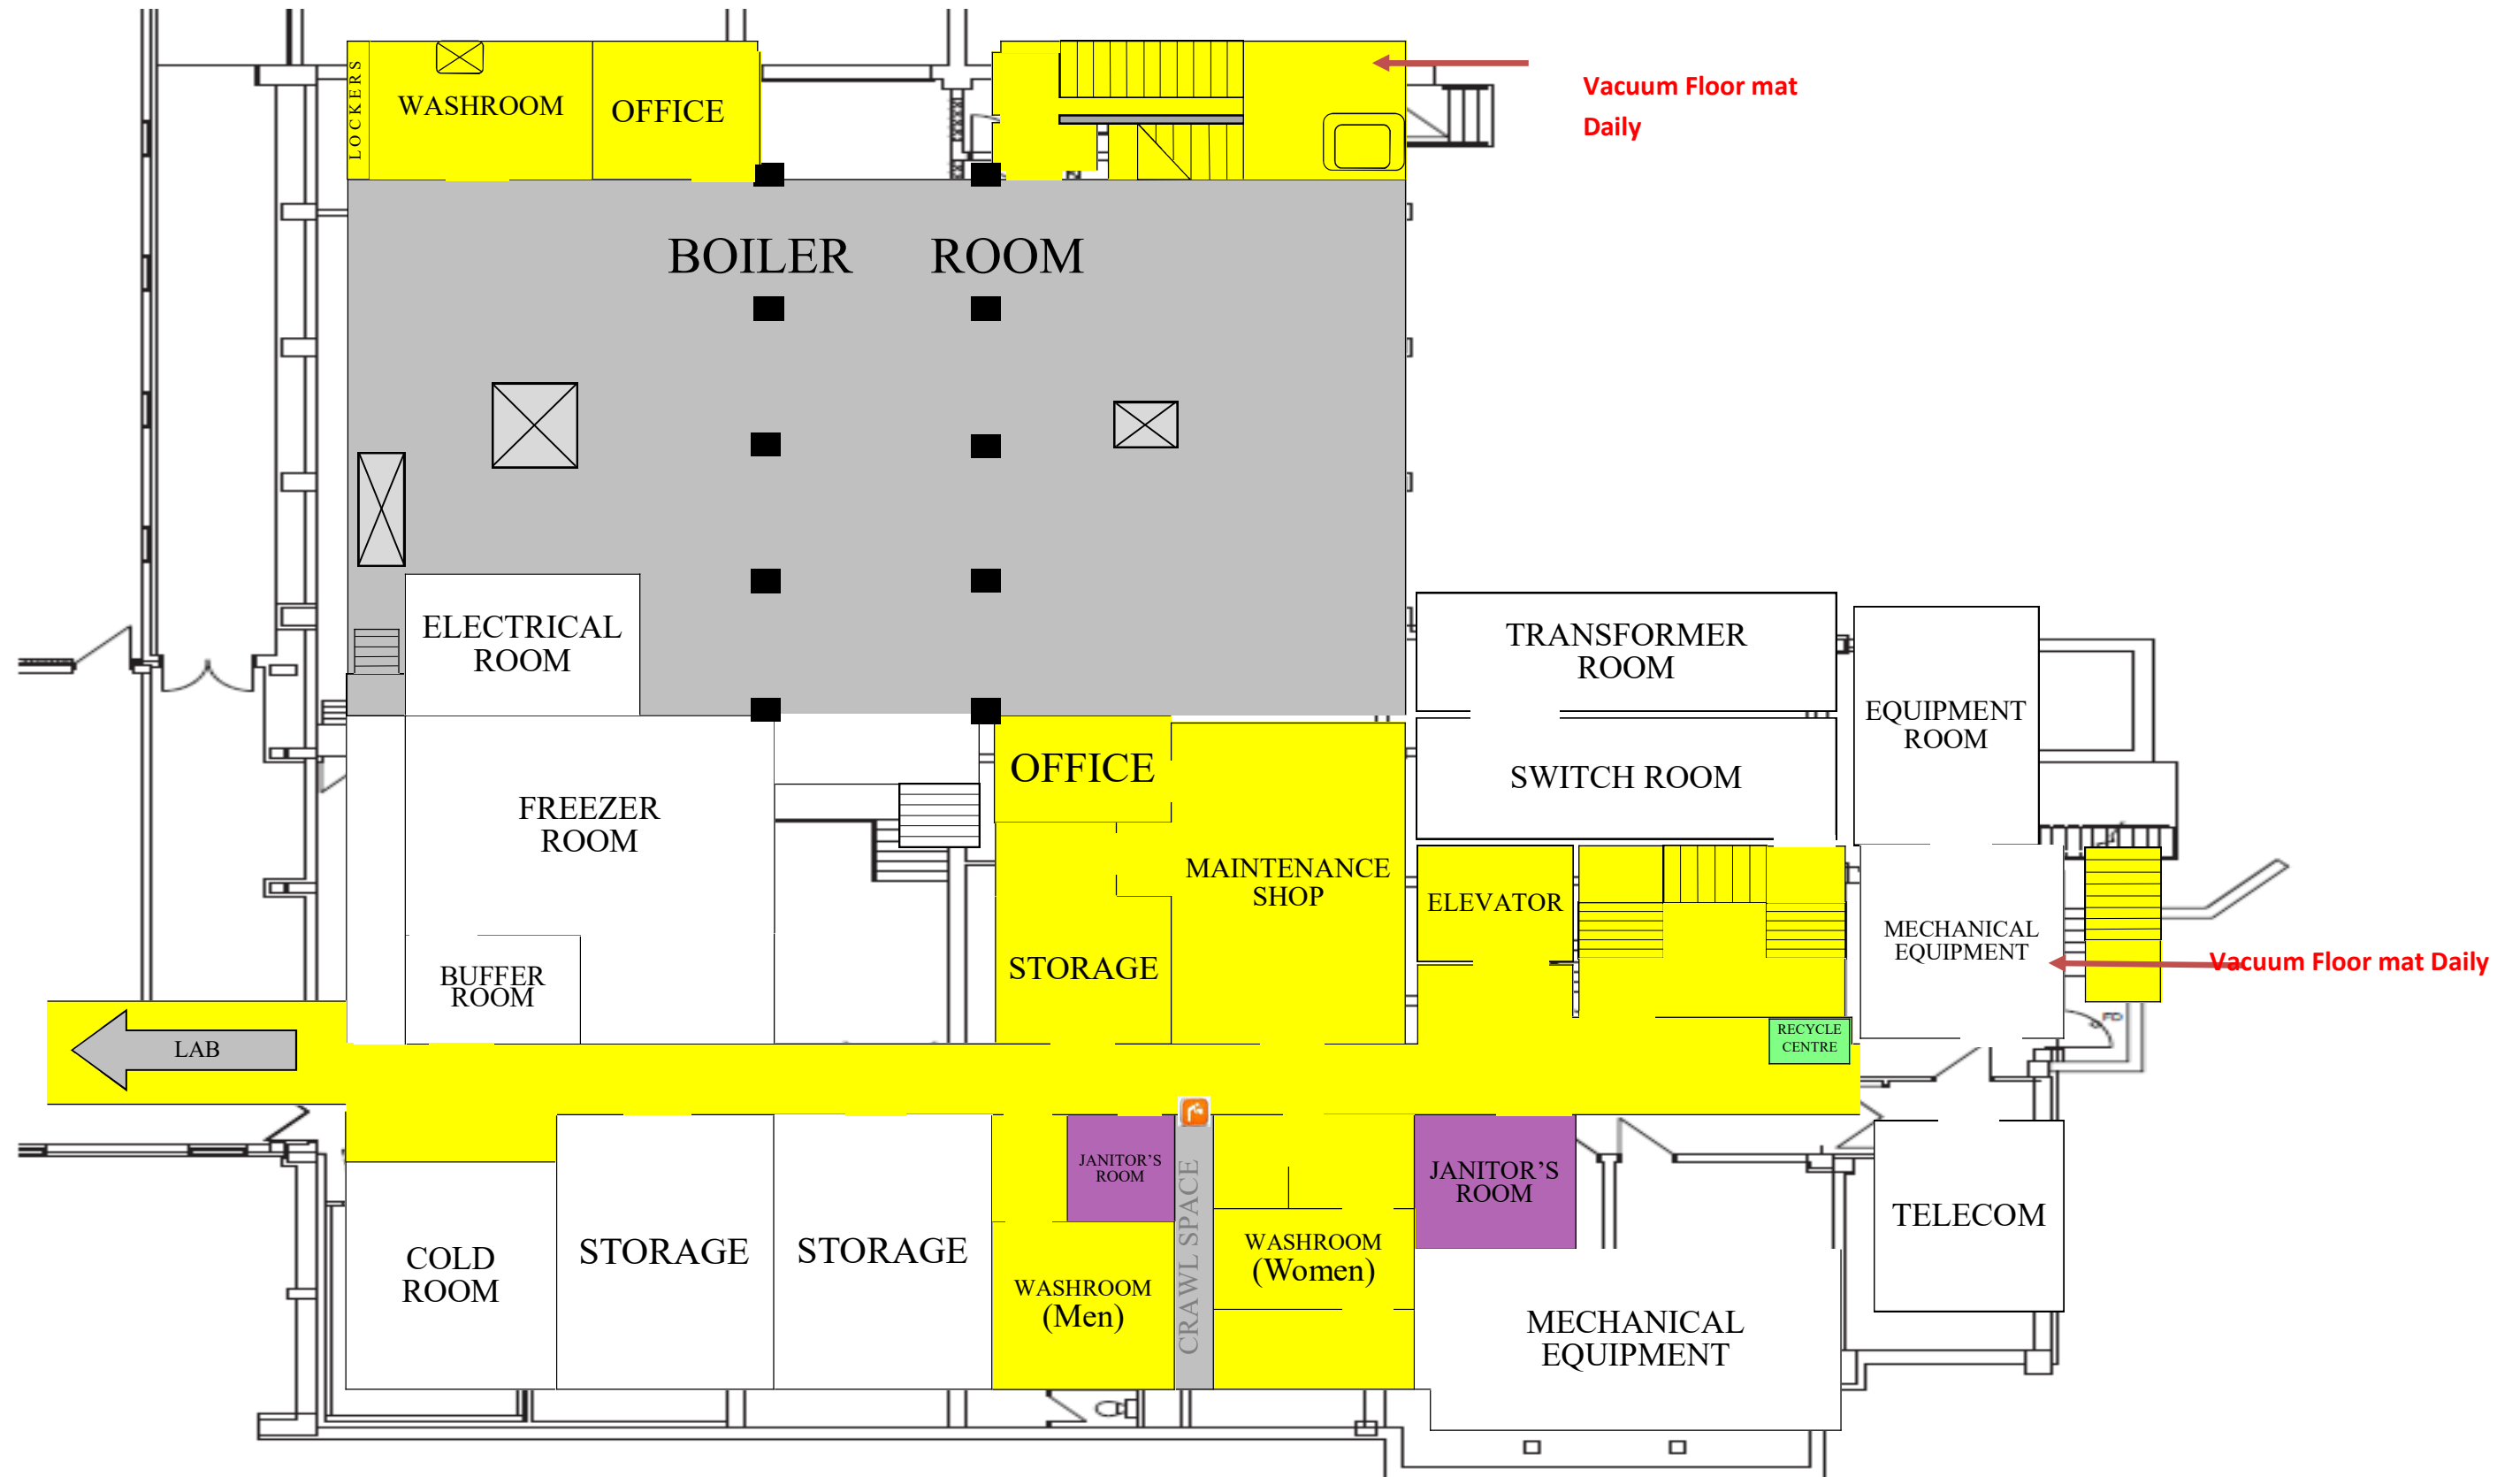 LOCKERS
WASHROOM
OFFICE
Vacuum Floor mat
Daily
BOILER ROOM
ELECTRICAL
ROOM
TRANSFORMER
ROOM
EQUIPMENT
ROOM
OFFICE
SWITCH ROOM
FREEZER
ROOM
MAINTENANCE
SHOP
ELEVATOR
MECHANICAL
EQUIPMENT
Vacuum Floor mat Daily
STORAGE
BUFFER
ROOM
FD
RECYCLE
CENTRE
LAB
JANITOR’S
ROOM
CRAWL SPACE
JANITOR’S
ROOM
TELECOM
COLD
ROOM
STORAGE
STORAGE
WASHROOM
(Women)
WASHROOM
(Men)
MECHANICAL
EQUIPMENT